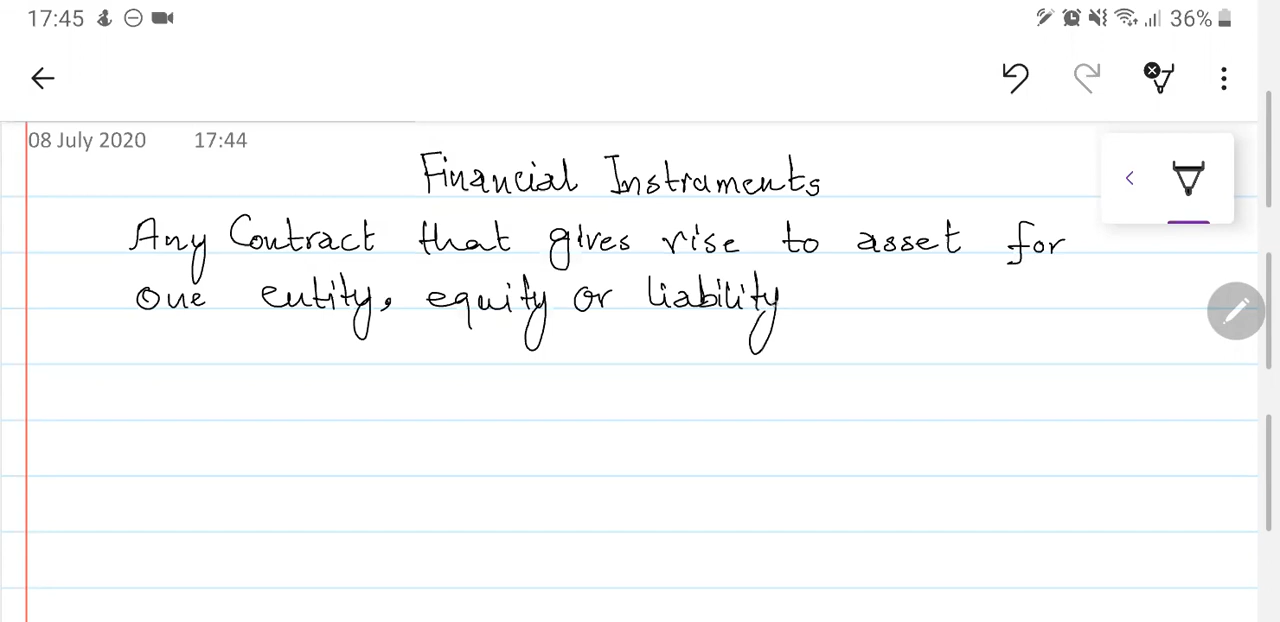 17:45 36%
08 July 2020 17:44
Financial Instruments
Any Contract that gives rise to asset for
one entity, equity or liability